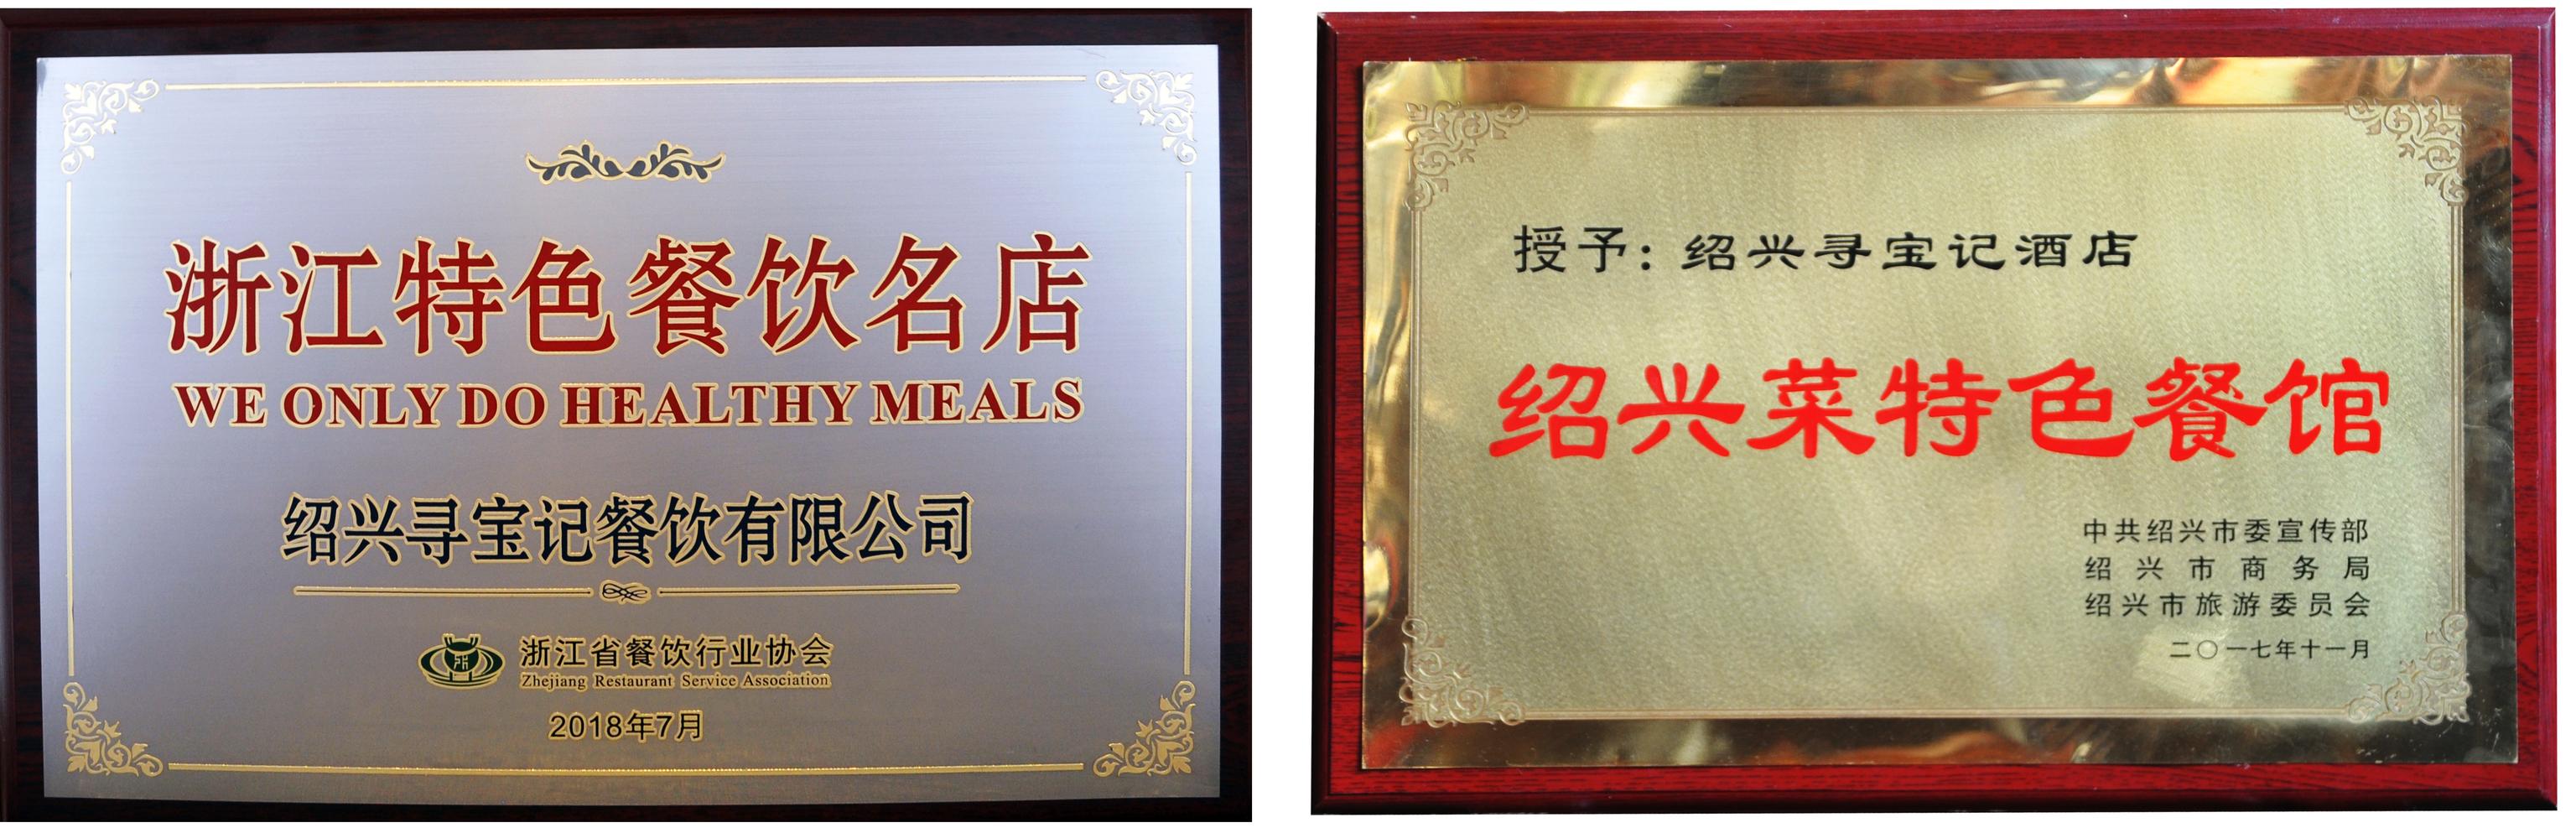 浙江特色餐饮名店
WE ONLY DO HEALTHY MEALS
绍兴寻宝记餐饮有限公司
浙江省餐饮行业协会
Zhejiang Restaurant Service Association
2018年7月
授予：绍兴寻宝记酒店
绍兴菜特色餐馆
中共绍兴市委宣传部
绍兴市商务局
绍兴市旅游委员会
二〇一七年十一月